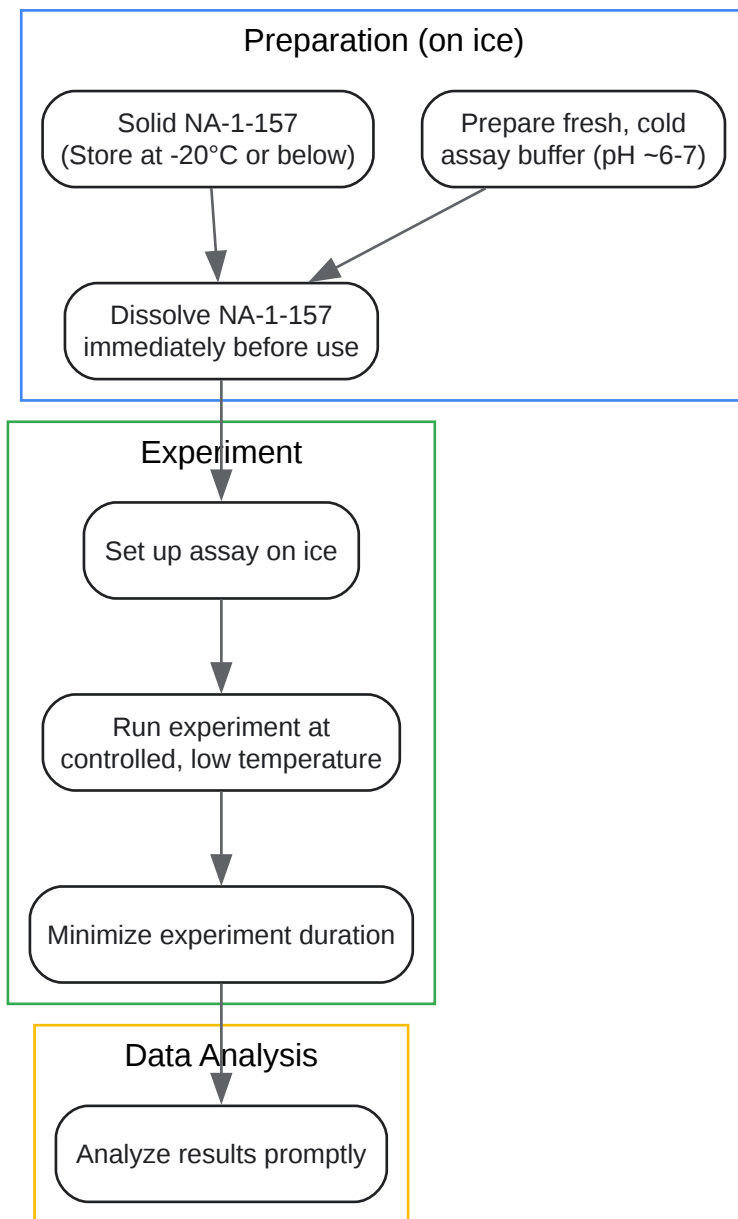 Preparation (on ice)
Solid NA-1-157
(Store at -20°C or below)
Prepare fresh, cold
assay buffer (pH ~6-7)
Dissolve NA-1-157
immediately before use
Experiment
Set up assay on ice
Run experiment at
controlled, low temperature
Minimize experiment duration
Data Analysis
Analyze results promptly